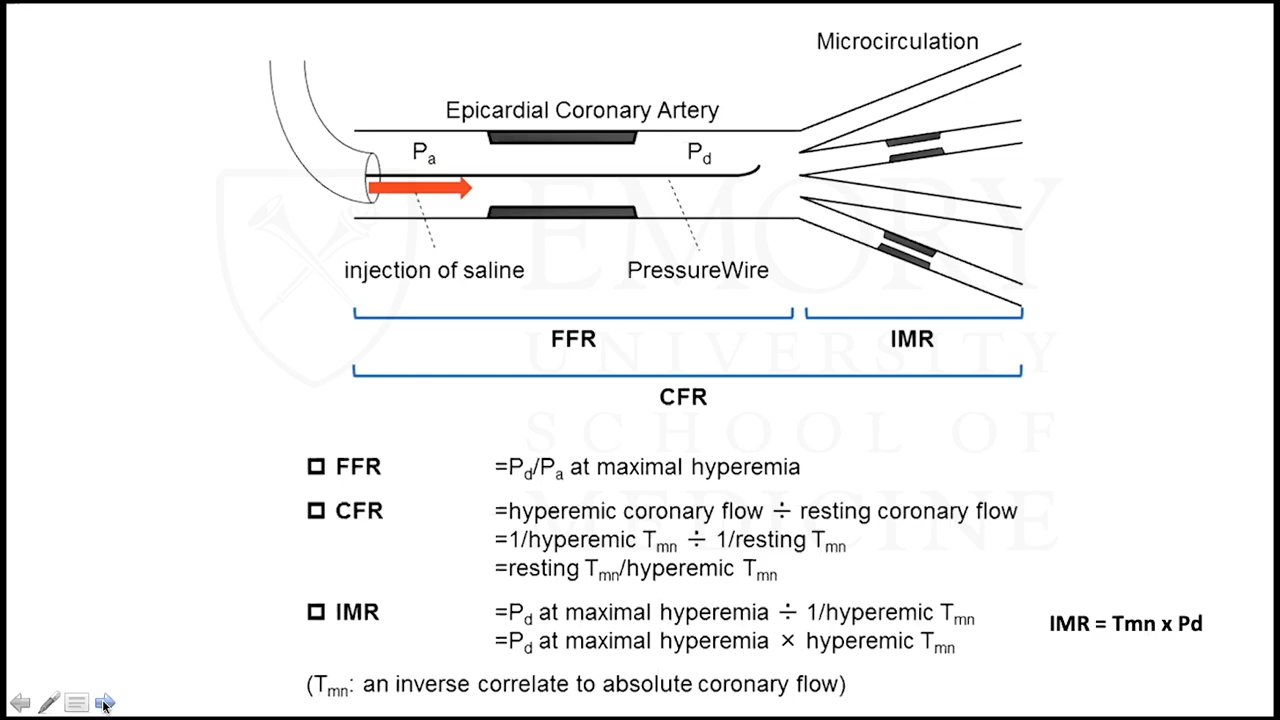 Microcirculation
Epicardial Coronary Artery
Pa
Pd
injection of saline
PressureWire
FFR
IMR
CFR
EMORY
UNIVERSITY
SCHOOL OF
MEDICINE
FFR =Pd/Pa at maximal hyperemia
CFR =hyperemic coronary flow ÷ resting coronary flow
=1/hyperemic Tmn ÷ 1/resting Tmn
=resting Tmn/hyperemic Tmn
IMR =Pd at maximal hyperemia ÷ 1/hyperemic Tmn
=Pd at maximal hyperemia × hyperemic Tmn
IMR = Tmn x Pd
(Tmn: an inverse correlate to absolute coronary flow)